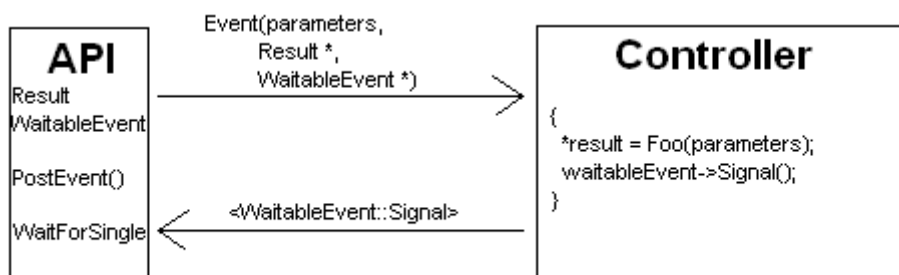 Event(parameters,
Result *,
WaitableEvent *)
API
Result
WaitableEvent
PostEvent()
WaitForSingle
<WaitableEvent::Signal>
Controller
{
*result = Foo(parameters);
waitableEvent->Signal();
}